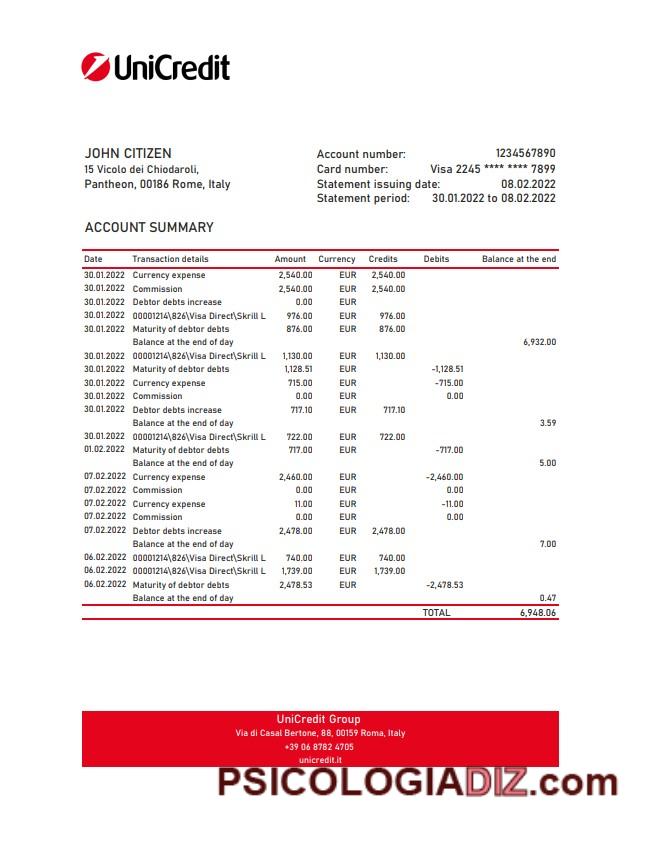 UniCredit
JOHN CITIZEN
15 Vicolo dei Chiodaroli,
Pantheon, 00186 Rome, Italy
Account number: 1234567890
Card number: Visa 2245 **** **** 7899
Statement issuing date: 08.02.2022
Statement period: 30.01.2022 to 08.02.2022
ACCOUNT SUMMARY
Date Transaction details Amount Currency Credits Debits Balance at the end
30.01.2022 Currency expense 2,540.00 EUR 2,540.00
30.01.2022 Commission 2,540.00 EUR 2,540.00
30.01.2022 Debtor debts increase 0.00 EUR
30.01.2022 00001214\826\Visa Direct\Skrill L 976.00 EUR 976.00
30.01.2022 Maturity of debtor debts 876.00 EUR 876.00
Balance at the end of day 6,932.00
30.01.2022 00001214\826\Visa Direct\Skrill L 1,130.00 EUR 1,130.00
30.01.2022 Maturity of debtor debts 1,128.51 EUR -1,128.51
30.01.2022 Currency expense 715.00 EUR -715.00
30.01.2022 Commission 0.00 EUR 0.00
30.01.2022 Debtor debts increase 717.10 EUR 717.10
Balance at the end of day 3.59
30.01.2022 00001214\826\Visa Direct\Skrill L 722.00 EUR 722.00
01.02.2022 Maturity of debtor debts 717.00 EUR -717.00
Balance at the end of day 5.00
07.02.2022 Currency expense 2,460.00 EUR -2,460.00
07.02.2022 Commission 0.00 EUR 0.00
07.02.2022 Currency expense 11.00 EUR -11.00
07.02.2022 Commission 0.00 EUR 0.00
07.02.2022 Debtor debts increase 2,478.00 EUR 2,478.00
Balance at the end of day 7.00
06.02.2022 00001214\826\Visa Direct\Skrill L 740.00 EUR 740.00
06.02.2022 00001214\826\Visa Direct\Skrill L 1,739.00 EUR 1,739.00
06.02.2022 Maturity of debtor debts 2,478.53 EUR -2,478.53
Balance at the end of day 0.47
TOTAL 6,948.06
UniCredit Group
Via di Casal Bertone, 88, 00159 Roma, Italy
+39 06 8782 4705
unicredit.it
PSICOLOGIADIZ.com